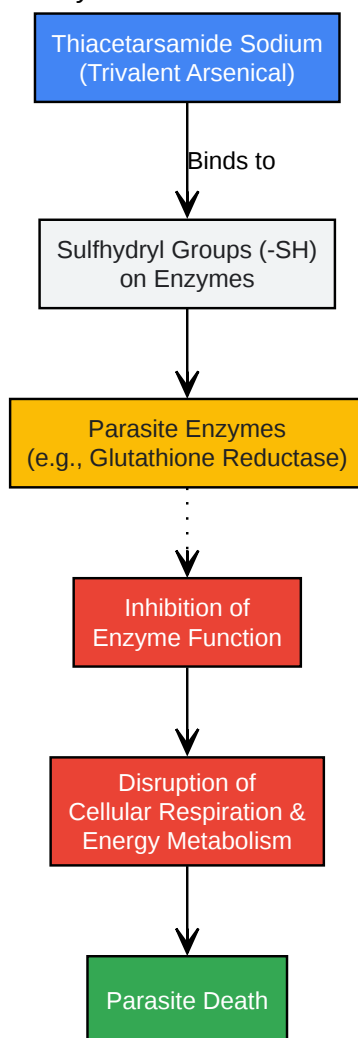 Thiacetarsamide Sodium
(Trivalent Arsenical)
Binds to
Sulfhydryl Groups (-SH)
on Enzymes
Parasite Enzymes
(e.g., Glutathione Reductase)
Inhibition of
Enzyme Function
Disruption of
Cellular Respiration &
Energy Metabolism
Parasite Death